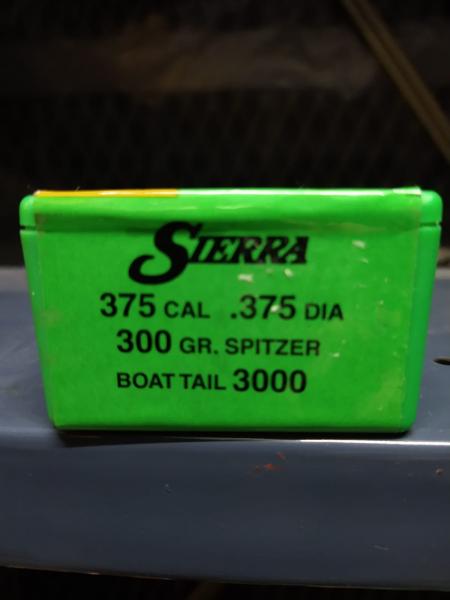 SIERRA
375 CAL .375 DIA
300 GR. SPITZER
BOAT TAIL 3000